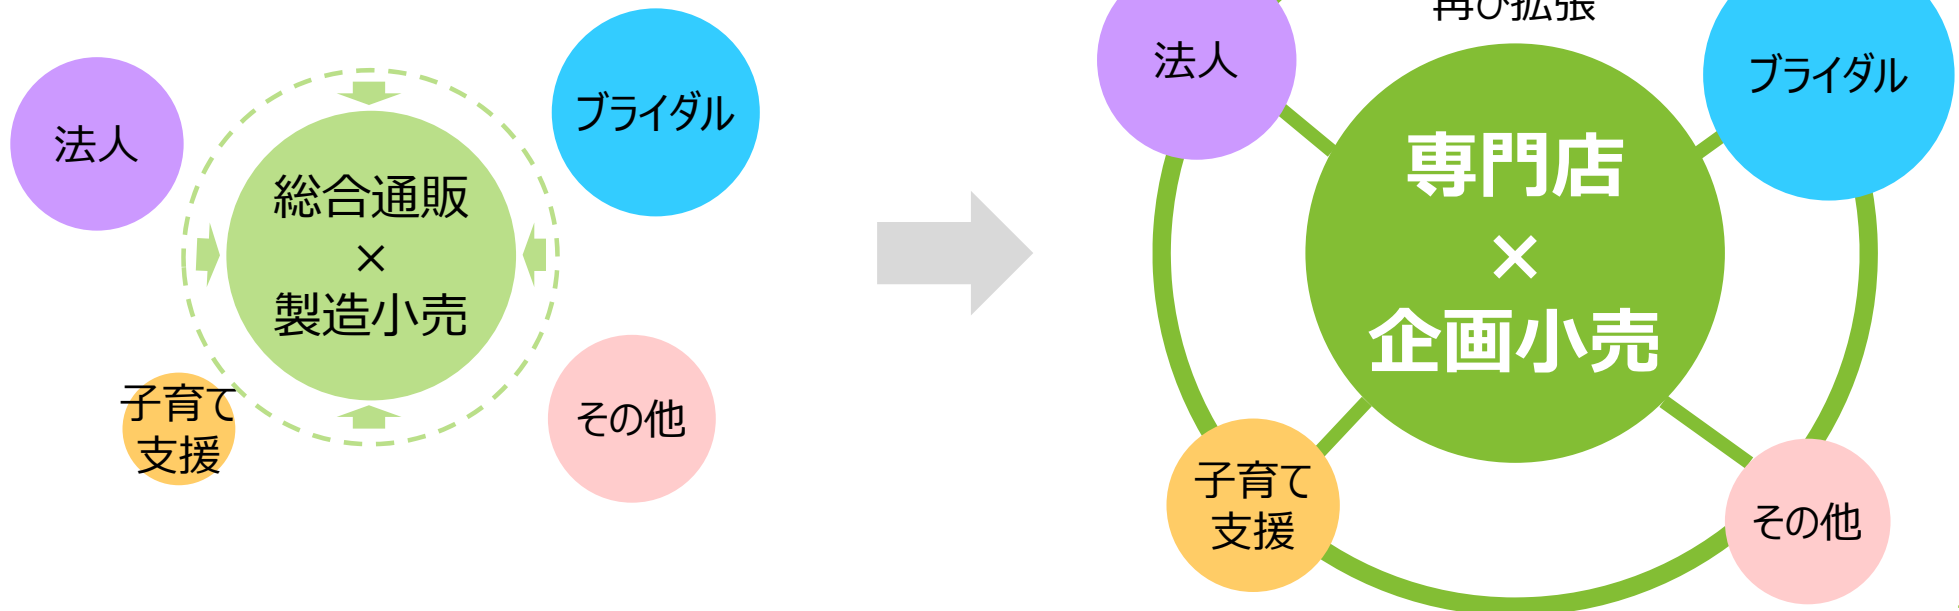 法人
ブライダル
総合通販
×
製造小売
子育て
支援
その他
再び拡張
法人
ブライダル
専門店
×
企画小売
子育て
支援
その他